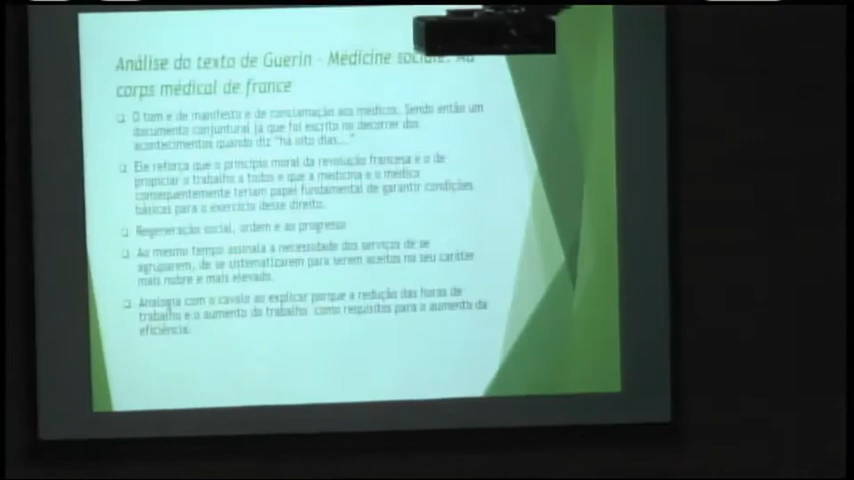 Análise do texto de Guerin - Médicine sociale: Au
corps médical de france
O tom e de manifesto e de conclamação aos médicos. Sendo então um
documento conjuntural já que foi escrito no decorrer dos
acontecimentos quando diz "há oito dias..."
Ele reforça que o principio moral da revolução francesa e o de
propiciar o trabalho a todos e que a medicina e o médico
consequentemente teriam papel fundamental de garantir condições
básicas para o exercício desse direito.
Regeneração social, ordem e ao progresso
Ao mesmo tempo assinala a necessidade dos serviços de se
agruparem, de se sistematizarem para serem aceitos no seu caráter
mais nobre e mais elevado.
Analogia com o cavalo ao explicar porque a redução das horas de
trabalho e o aumento do trabalho como requisitos para o aumento da
eficiência.